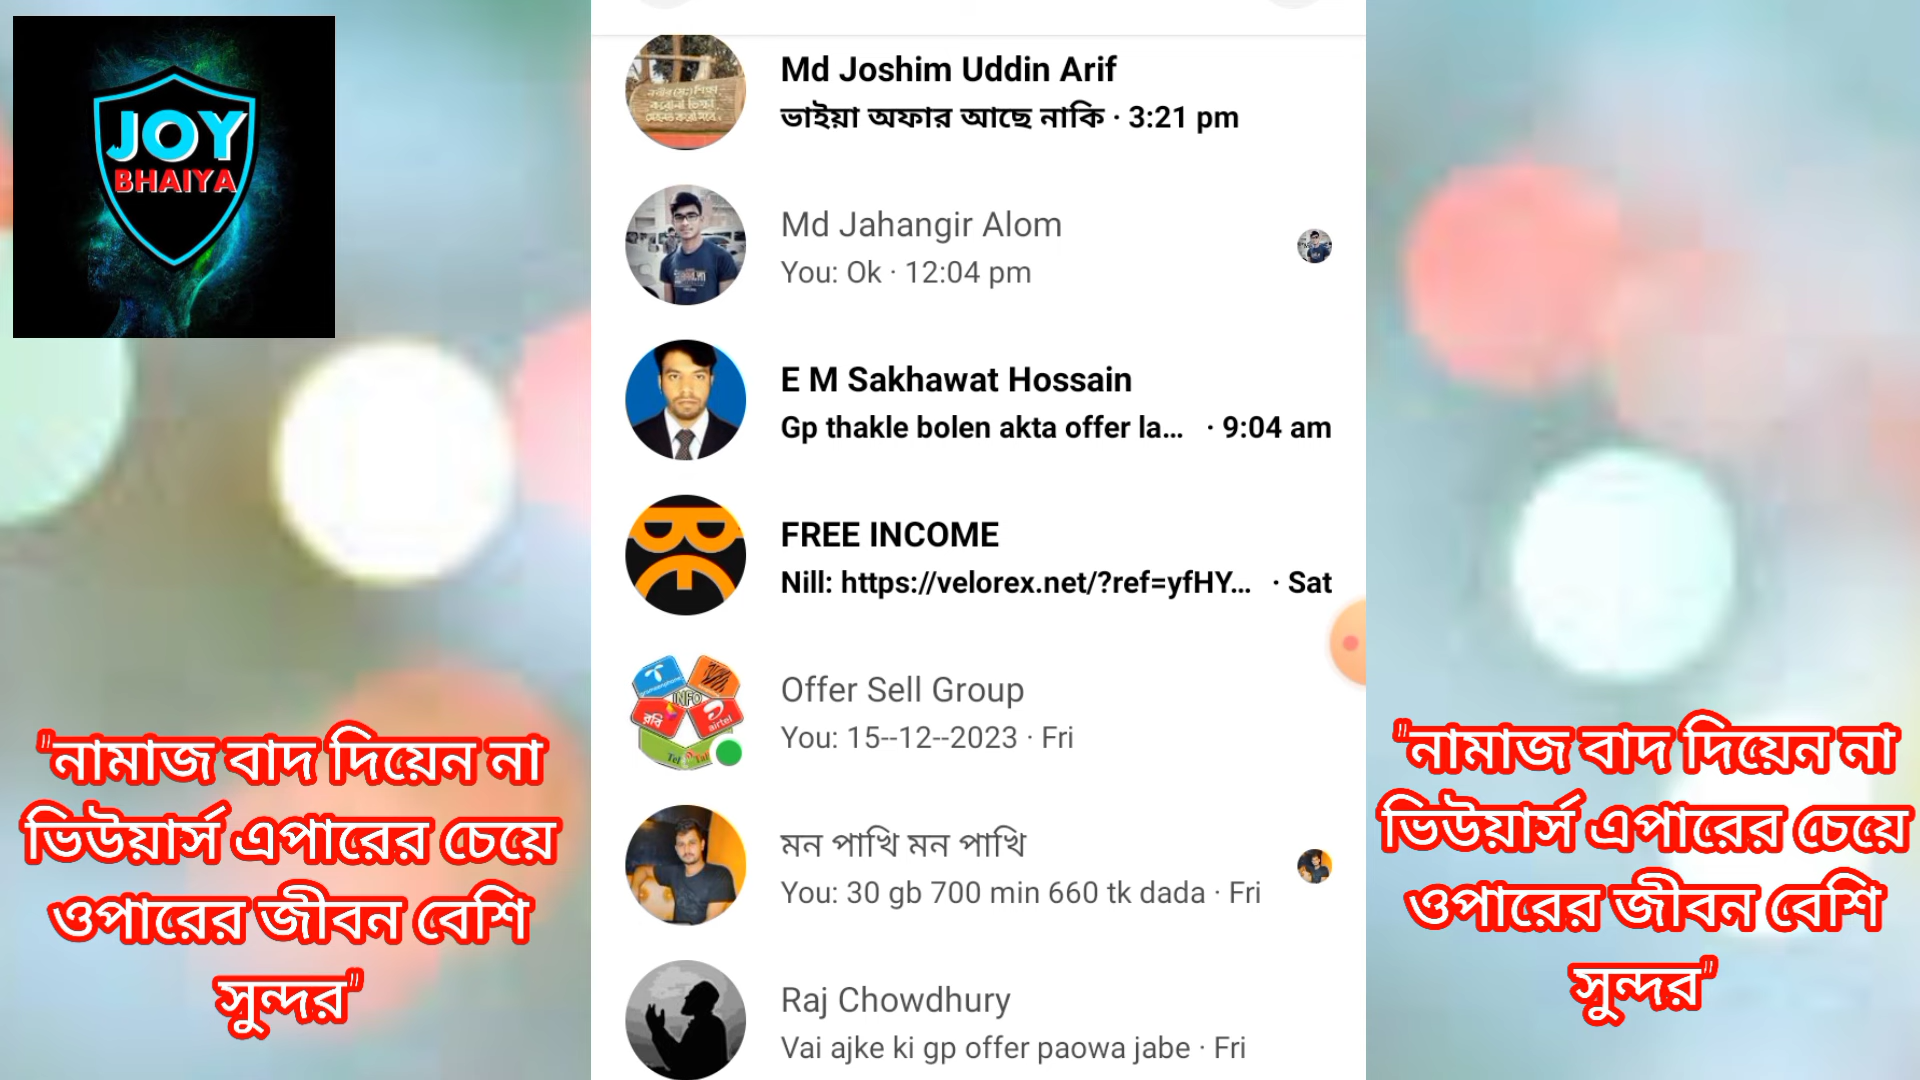 JOY
BHAIYA
"নামাজ বাদ দিয়েন না
ভিউয়ার্স এপারের চেয়ে
ওপারের জীবন বেশি
সুন্দর"
Md Joshim Uddin Arif
ভাইয়া অফার আছে নাকি · 3:21 pm
Md Jahangir Alom
You: Ok · 12:04 pm
E M Sakhawat Hossain
Gp thakle bolen akta offer la... · 9:04 am
FREE INCOME
Nill: https://velorex.net/?ref=yfHY... · Sat
INFO
রবি
airtel
Offer Sell Group
You: 15--12--2023 · Fri
মন পাখি মন পাখি
You: 30 gb 700 min 660 tk dada · Fri
Raj Chowdhury
Vai ajke ki gp offer paowa jabe · Fri
"নামাজ বাদ দিয়েন না
ভিউয়ার্স এপারের চেয়ে
ওপারের জীবন বেশি
সুন্দর"